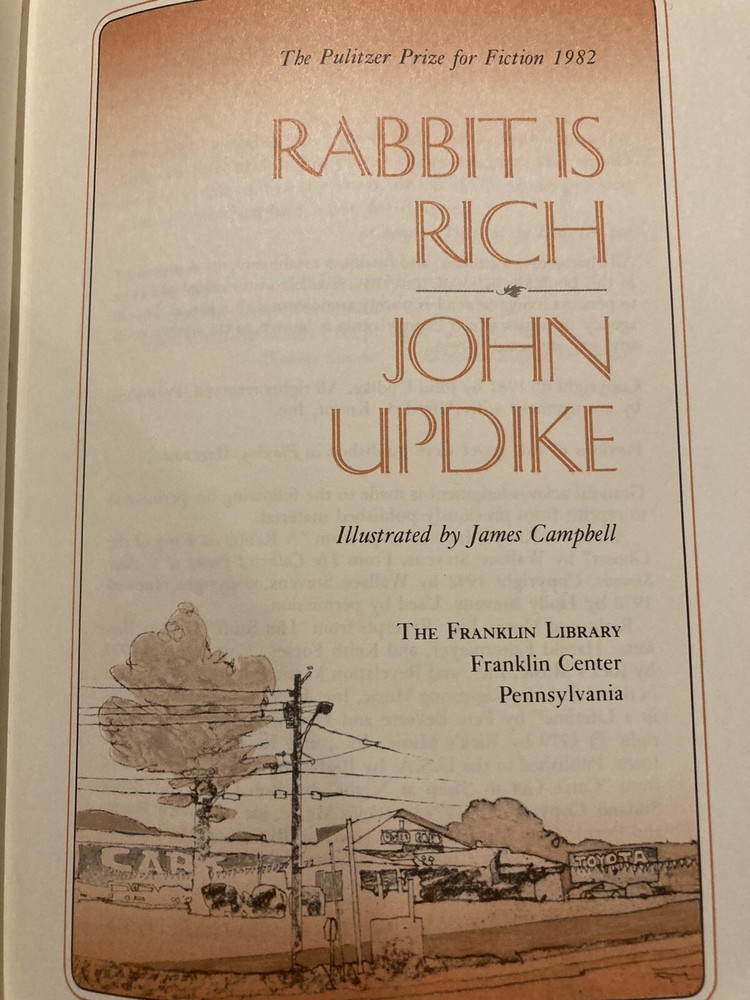 The Pulitzer Prize for Fiction 1982
RABBIT IS
RICH
JOHN
UPDIKE
Illustrated by James Campbell
THE FRANKLIN LIBRARY
Franklin Center
Pennsylvania
CARS
TOYOTA